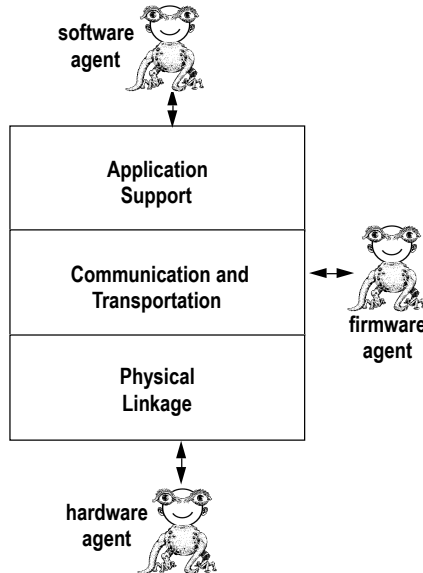 software
agent
Application
Support
Communication and
Transportation
firmware
agent
Physical
Linkage
hardware
agent